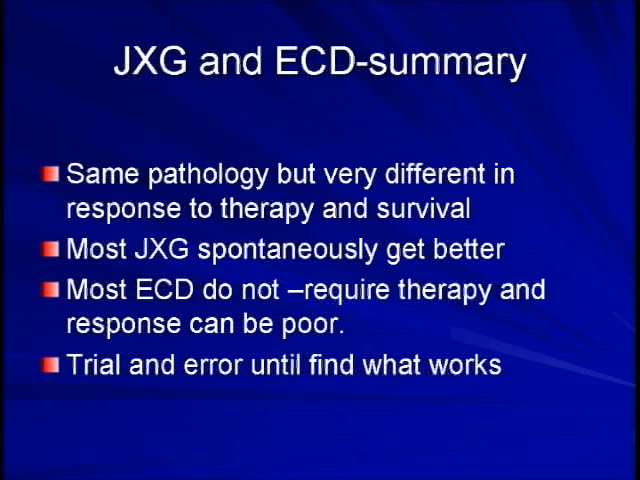 JXG and ECD-summary
Same pathology but very different in
response to therapy and survival
Most JXG spontaneously get better
Most ECD do not –require therapy and
response can be poor.
Trial and error until find what works